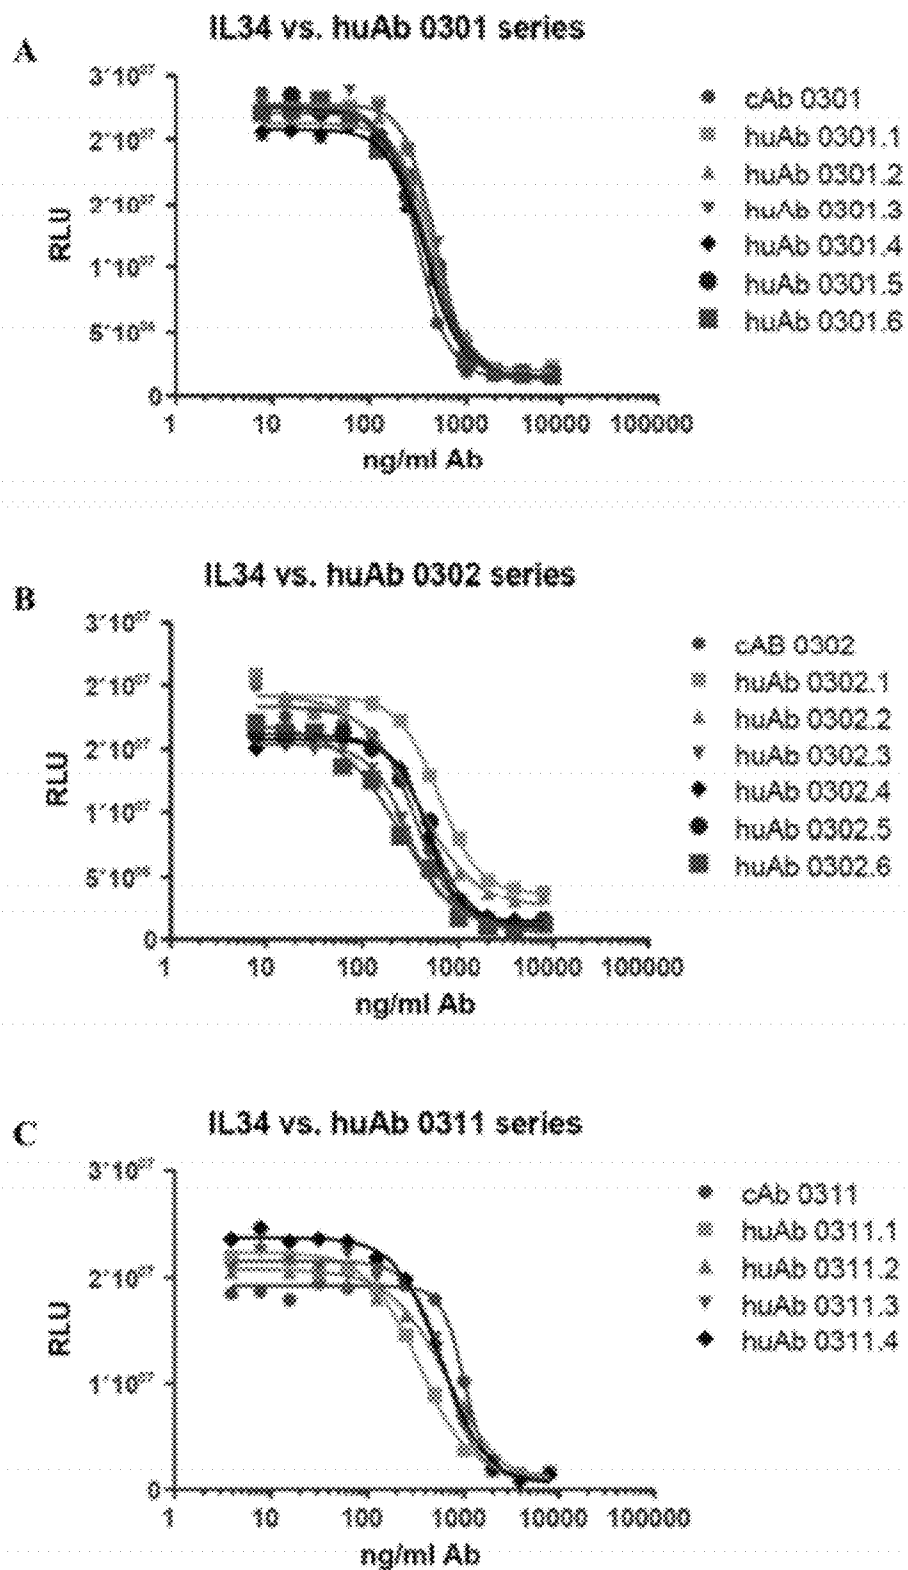 A
IL34 vs. huAb 0301 series
3´10⁰⁷
2´10⁰⁷
2´10⁰⁷
1´10⁰⁷
5´10⁰⁶
0
RLU
1 10 100 1000 10000 100000
ng/ml Ab
cAb 0301
huAb 0301.1
huAb 0301.2
huAb 0301.3
huAb 0301.4
huAb 0301.5
huAb 0301.6
B
IL34 vs. huAb 0302 series
3´10⁰⁷
2´10⁰⁷
2´10⁰⁷
1´10⁰⁷
5´10⁰⁶
0
RLU
1 10 100 1000 10000 100000
ng/ml Ab
cAB 0302
huAb 0302.1
huAb 0302.2
huAb 0302.3
huAb 0302.4
huAb 0302.5
huAb 0302.6
C
IL34 vs. huAb 0311 series
3´10⁰⁷
2´10⁰⁷
1´10⁰⁷
0
RLU
1 10 100 1000 10000 100000
ng/ml Ab
cAb 0311
huAb 0311.1
huAb 0311.2
huAb 0311.3
huAb 0311.4